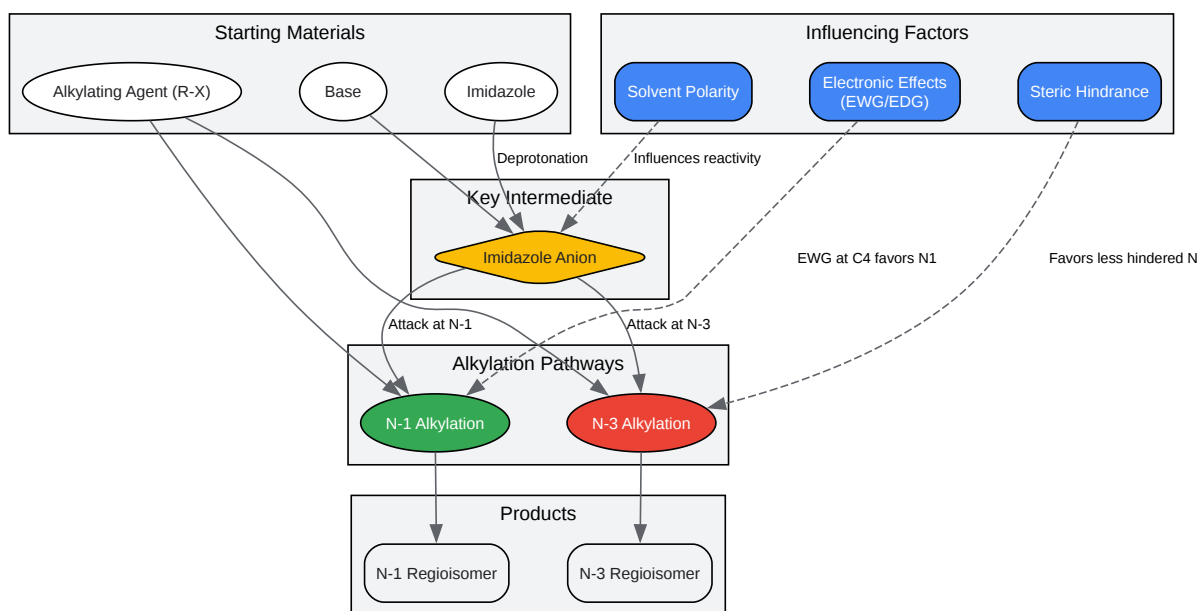 Starting Materials
Influencing Factors
Alkylating Agent (R-X)
Base
Imidazole
Solvent Polarity
Electronic Effects
(EWG/EDG)
Steric Hindrance
Deprotonation
Influences reactivity
Key Intermediate
Imidazole Anion
EWG at C4 favors N1
Favors less hindered N
Attack at N-1
Attack at N-3
Alkylation Pathways
N-1 Alkylation
N-3 Alkylation
Products
N-1 Regioisomer
N-3 Regioisomer